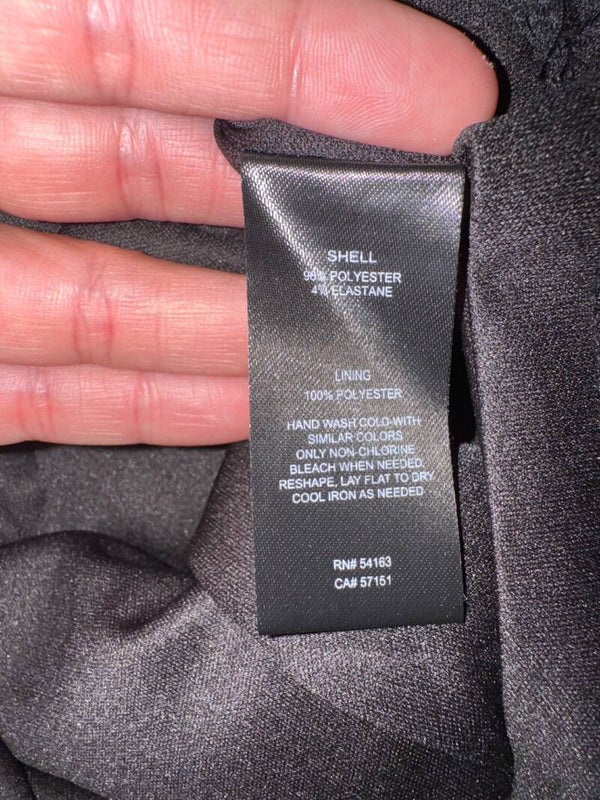 SHELL
96% POLYESTER
4% ELASTANE
LINING
100% POLYESTER
HAND WASH COLD WITH
SIMILAR COLORS
ONLY NON-CHLORINE
BLEACH WHEN NEEDED
RESHAPE, LAY FLAT TO DRY
COOL IRON AS NEEDED
RN# 54163
CA# 57151